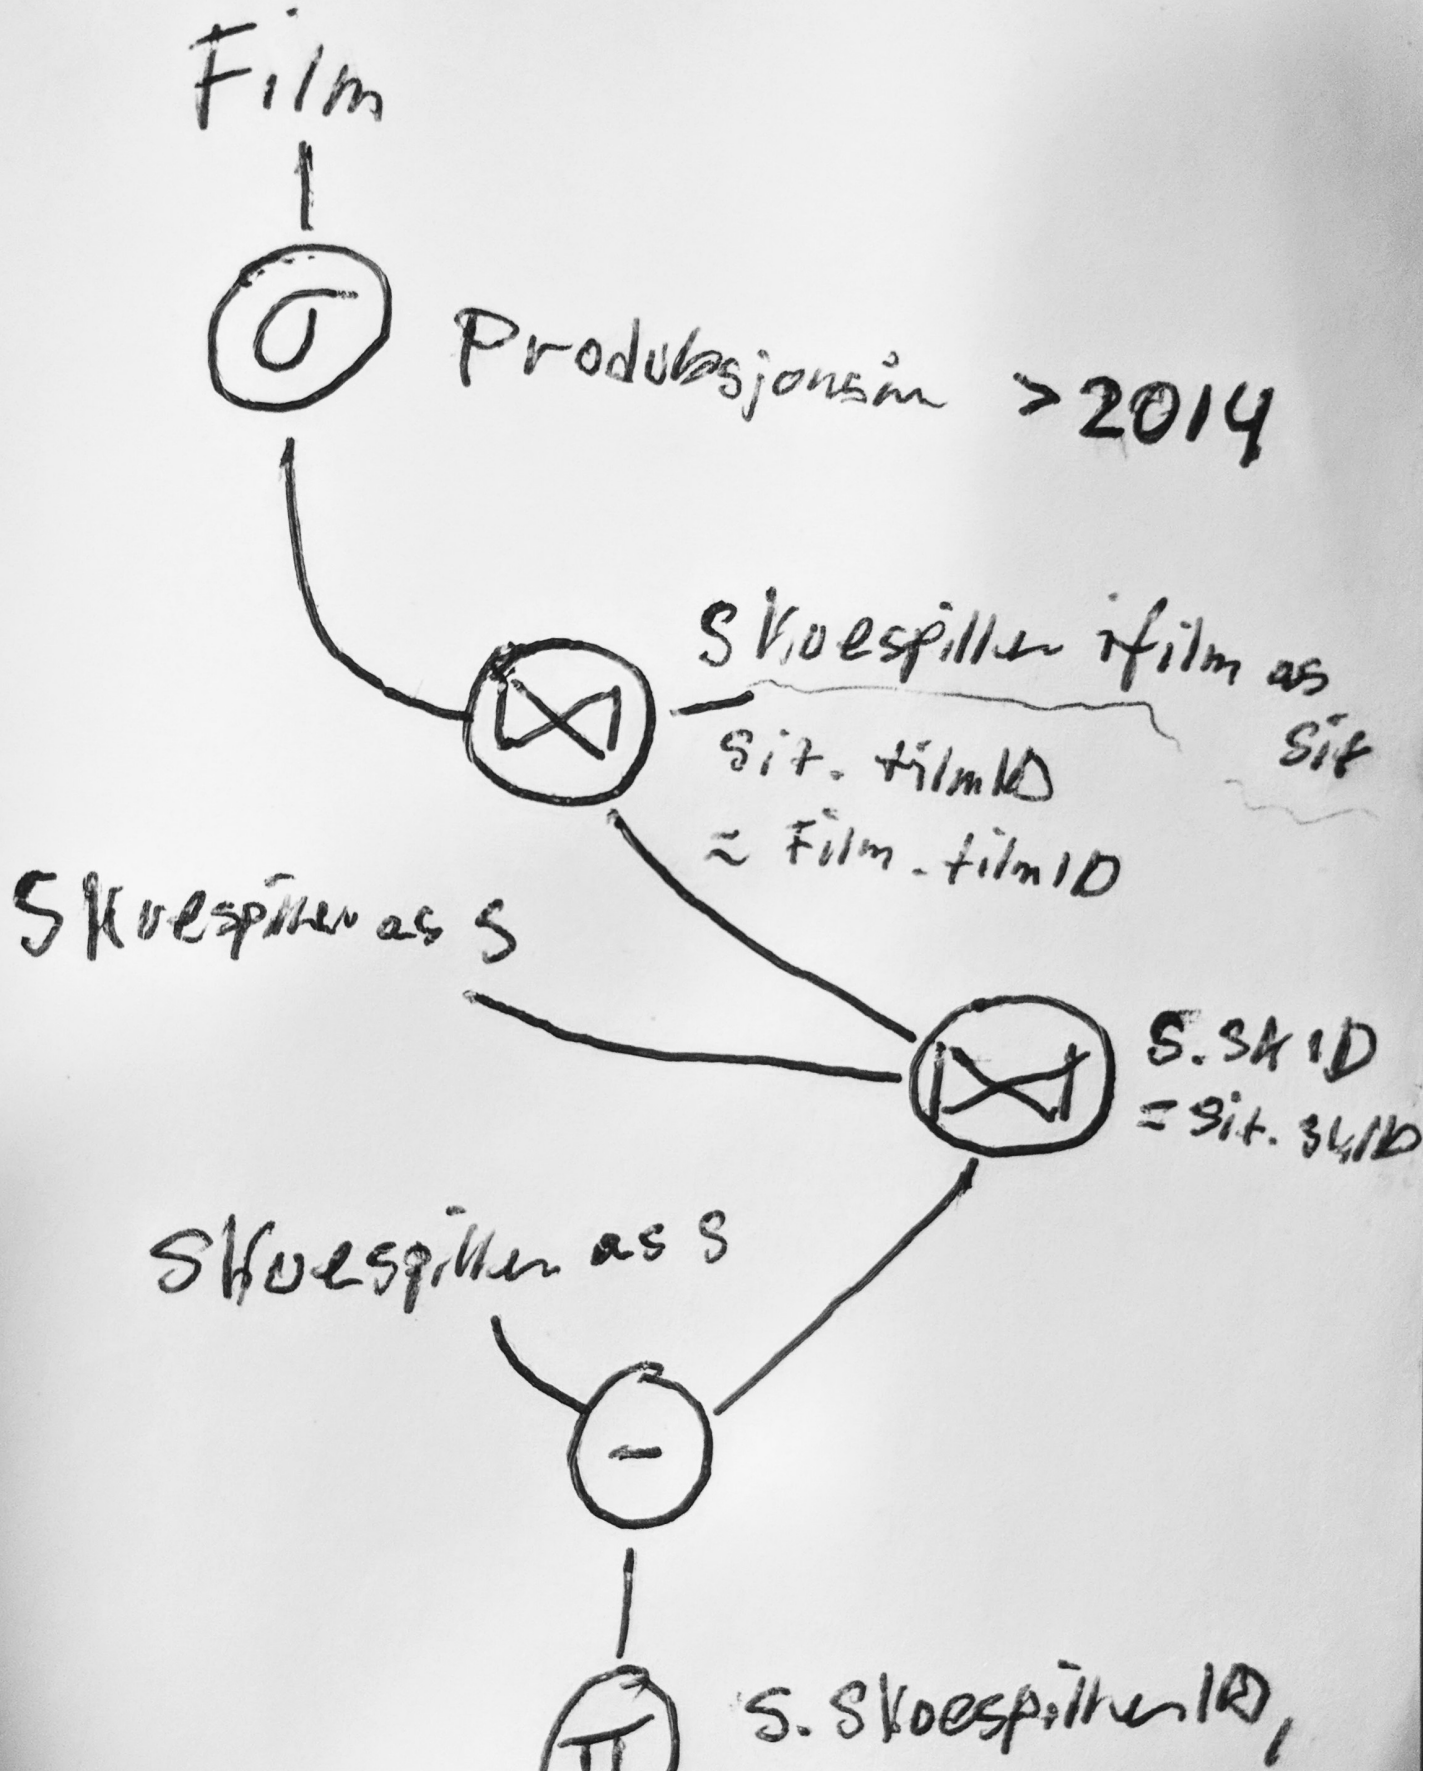 Film
σ Produksjonsår >2014
Skuespiller ifilm as
sif
⋈ sif. filmID
= Film.filmID
Skuespiller as s
⋈ S.SkID
= Sif.SkID
Skuespiller as s
-
π S.SkuespillerID,